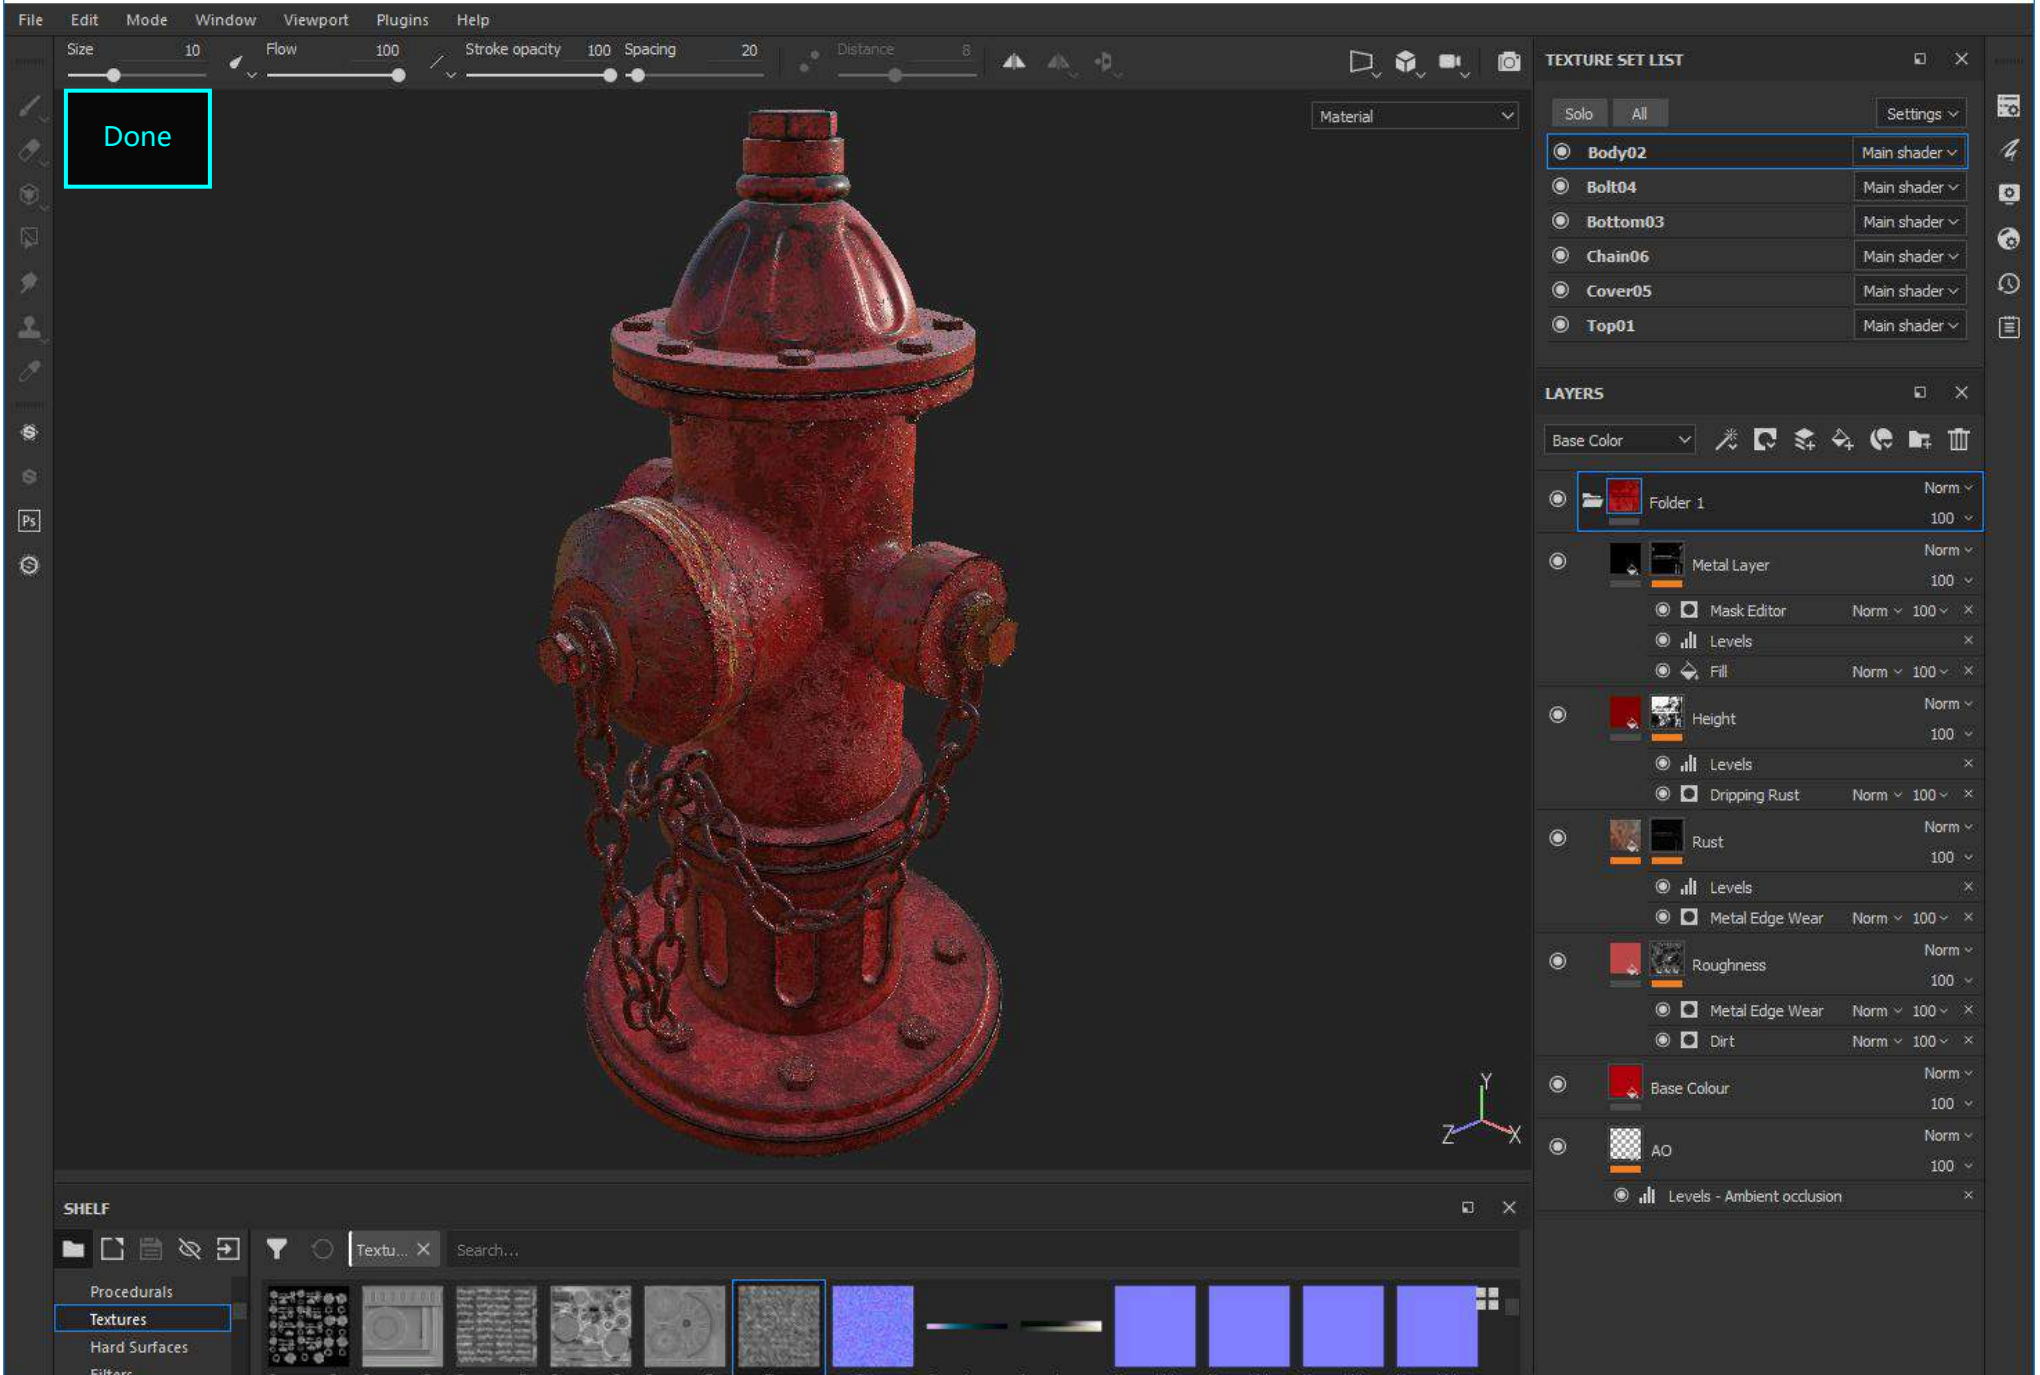 File Edit Mode Window Viewport Plugins Help
Size 10 Flow 100 Stroke opacity 100 Spacing 20 Distance 8
Done
Material
TEXTURE SET LIST
Solo All Settings
Body02 Main shader
Bolt04 Main shader
Bottom03 Main shader
Chain06 Main shader
Cover05 Main shader
Top01 Main shader
LAYERS
Base Color
Folder 1 Norm
100
Metal Layer Norm
100
Mask Editor Norm 100
Levels
Fill Norm 100
Height Norm
100
Levels
Dripping Rust Norm 100
Rust Norm
100
Levels
Metal Edge Wear Norm 100
Roughness Norm
100
Metal Edge Wear Norm 100
Dirt Norm 100
Base Colour Norm
100
AO Norm
100
Levels - Ambient occlusion
Ps
Y
Z X
SHELF
Textu... Search...
Procedurals
Textures
Hard Surfaces
Filters